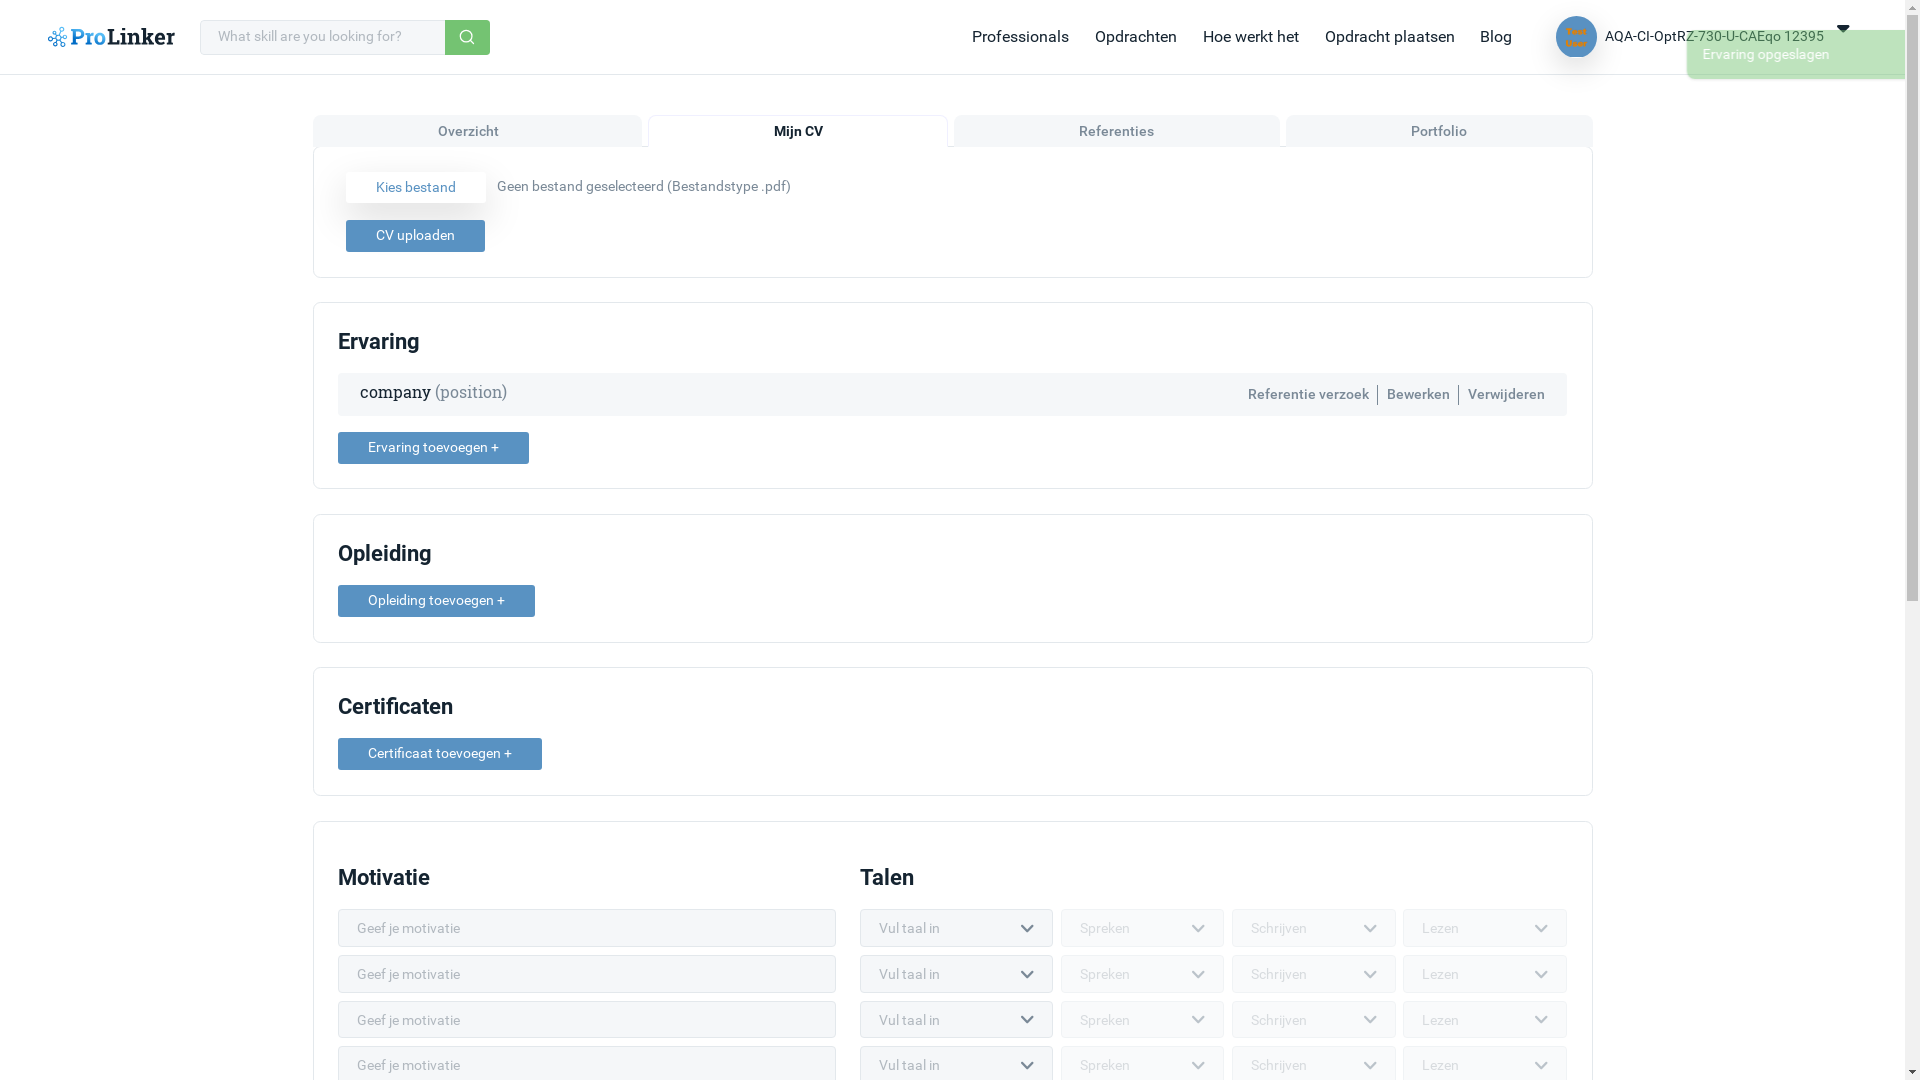 ProLinker
What skill are you looking for?
Professionals
Opdrachten
Hoe werkt het
Opdracht plaatsen
Blog
Test User
AQA-CI-OptRZ-730-U-CAEqo 12395
Ervaring opgeslagen
Overzicht
Mijn CV
Referenties
Portfolio
Kies bestand
Geen bestand geselecteerd (Bestandstype .pdf)
CV uploaden
Ervaring
company (position)
Referentie verzoek
Bewerken
Verwijderen
Ervaring toevoegen +
Opleiding
Opleiding toevoegen +
Certificaten
Certificaat toevoegen +
Motivatie
Talen
Geef je motivatie
Vul taal in
Spreken
Schrijven
Lezen
Geef je motivatie
Vul taal in
Spreken
Schrijven
Lezen
Geef je motivatie
Vul taal in
Spreken
Schrijven
Lezen
Geef je motivatie
Vul taal in
Spreken
Schrijven
Lezen